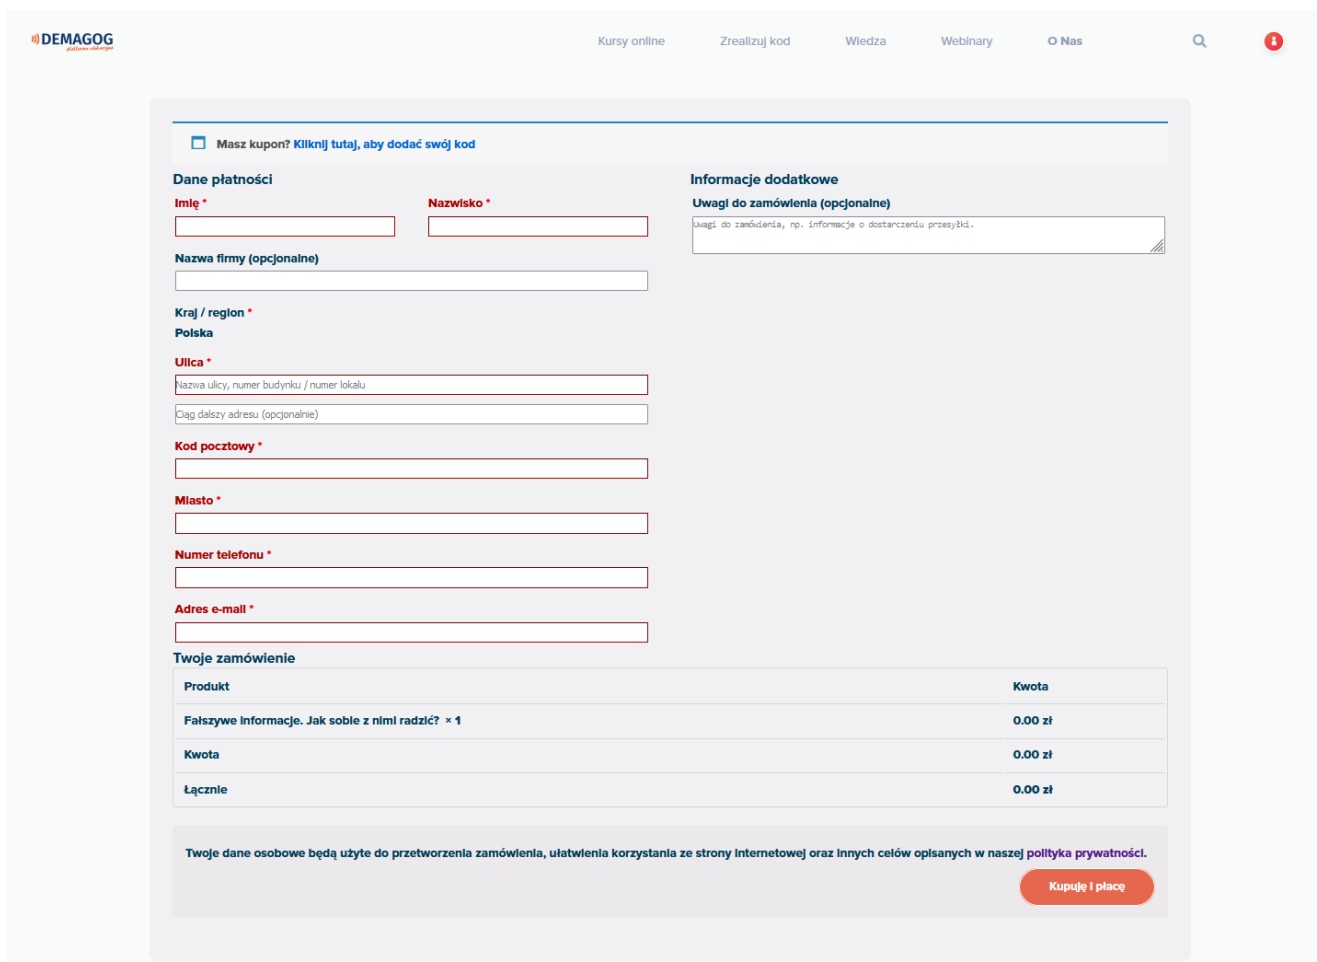 DEMAGOG
platforma edukacyjna
Kursy online
Zrealizuj kod
Wiedza
Webinary
O Nas
Masz kupon? Kliknij tutaj, aby dodać swój kod
Dane płatności
Imię *
Nazwisko *
Nazwa firmy (opcjonalne)
Kraj / region *
Polska
Ulica *
Nazwa ulicy, numer budynku / numer lokalu
Ciąg dalszy adresu (opcjonalnie)
Kod pocztowy *
Miasto *
Numer telefonu *
Adres e-mail *
Informacje dodatkowe
Uwagi do zamówienia (opcjonalne)
Uwagi do zamówienia, np. informacje o dostarczeniu przesyłki.
Twoje zamówienie
Produkt Kwota
Fałszywe informacje. Jak sobie z nimi radzić? × 1 0.00 zł
Kwota 0.00 zł
Łącznie 0.00 zł
Twoje dane osobowe będą użyte do przetworzenia zamówienia, ułatwienia korzystania ze strony internetowej oraz innych celów opisanych w naszej polityka prywatności.
Kupuję i płacę